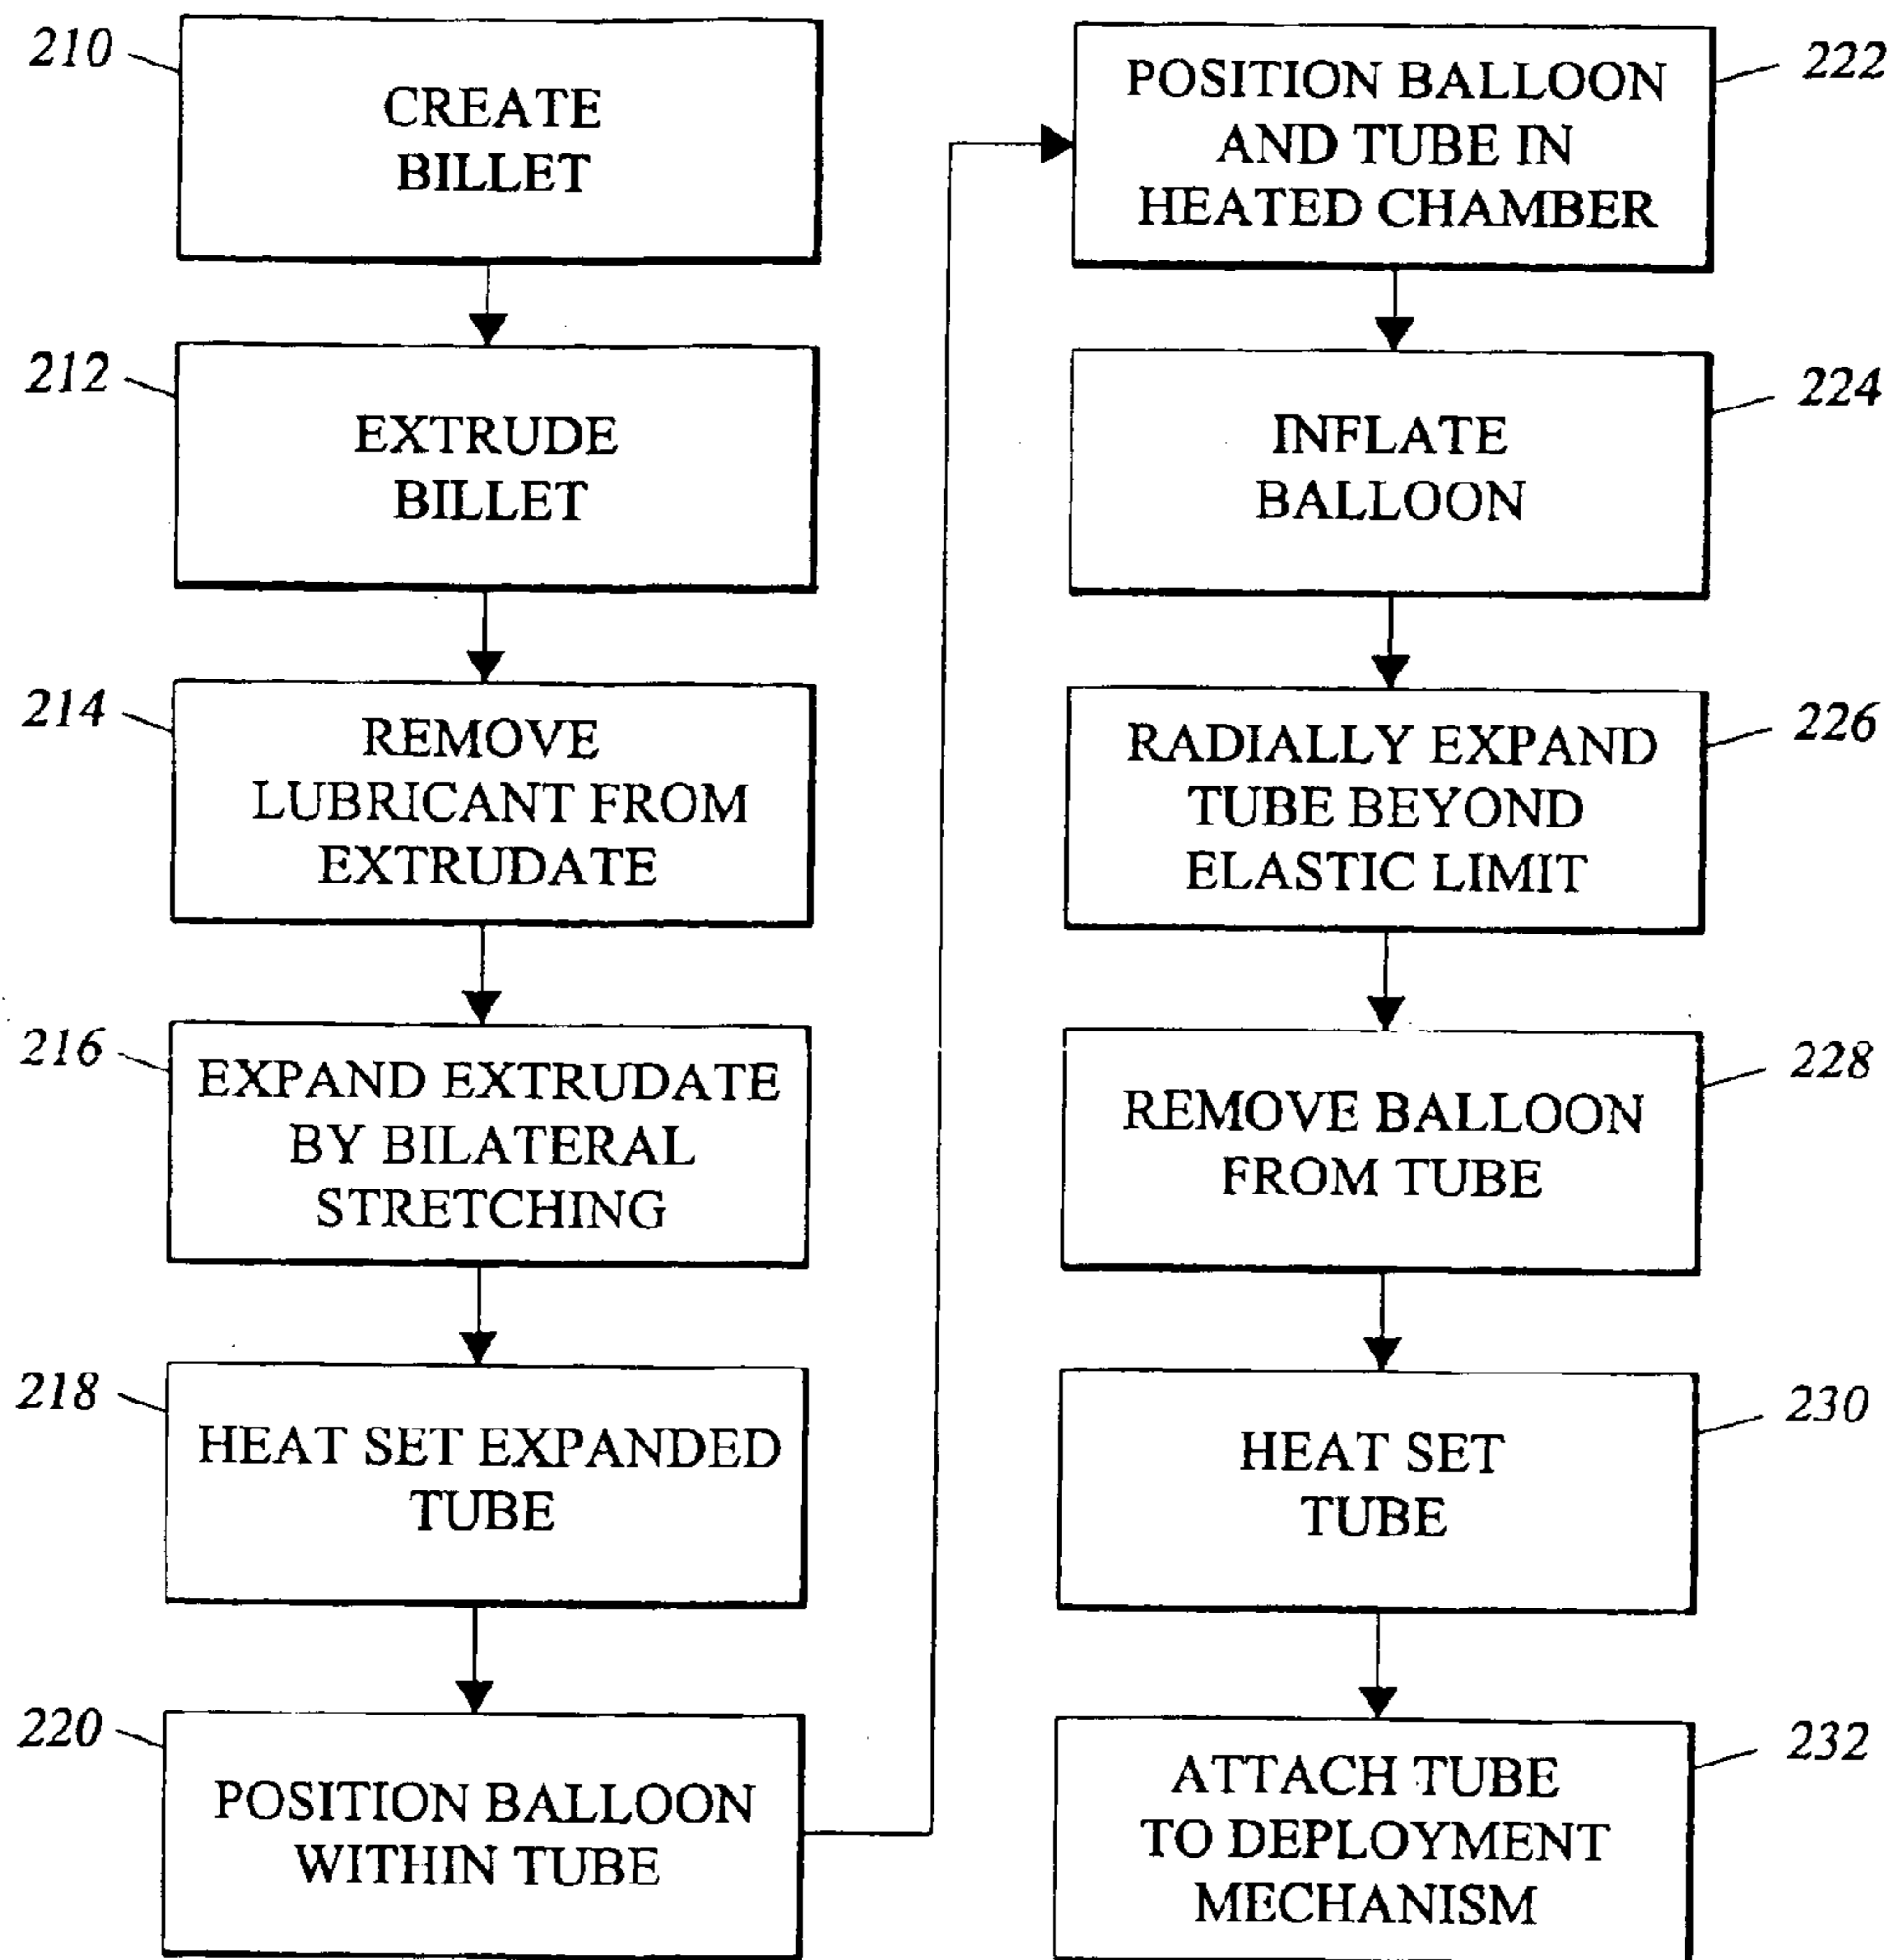 210
CREATE
BILLET
212
EXTRUDE
BILLET
214
REMOVE
LUBRICANT FROM
EXTRUDATE
216
EXPAND EXTRUDATE
BY BILATERAL
STRETCHING
218
HEAT SET EXPANDED
TUBE
220
POSITION BALLOON
WITHIN TUBE
222
POSITION BALLOON
AND TUBE IN
HEATED CHAMBER
224
INFLATE
BALLOON
226
RADIALLY EXPAND
TUBE BEYOND
ELASTIC LIMIT
228
REMOVE BALLOON
FROM TUBE
230
HEAT SET
TUBE
232
ATTACH TUBE
TO DEPLOYMENT
MECHANISM